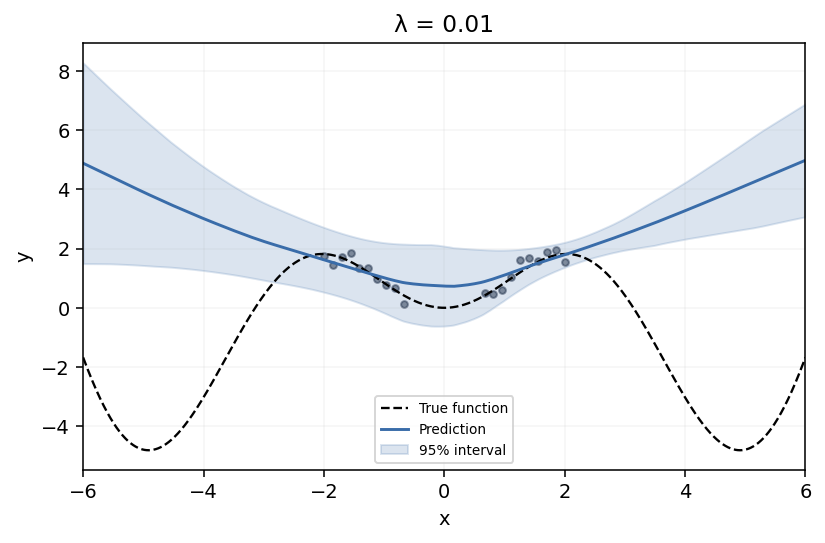 λ = 0.01
y
8
6
4
2
0
−2
−4
True function
Prediction
95% interval
−6 −4 −2 0 2 4 6
x